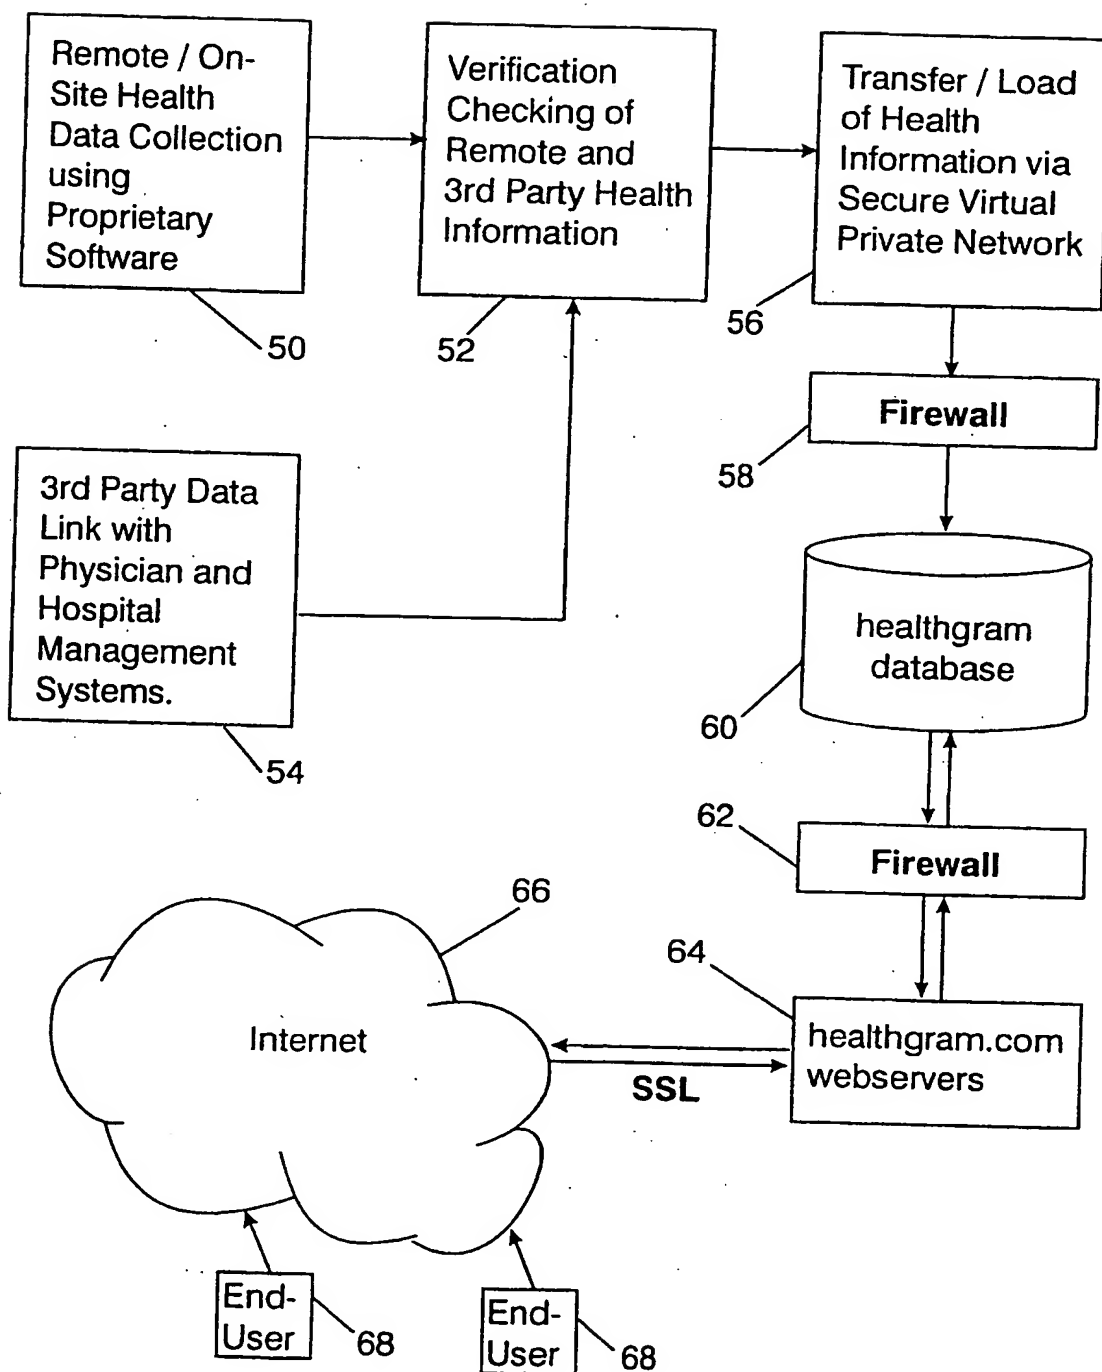 Remote / On-
Site Health
Data Collection
using
Proprietary
Software
50
Verification
Checking of
Remote and
3rd Party Health
Information
52
Transfer / Load
of Health
Information via
Secure Virtual
Private Network
56
Firewall
58
3rd Party Data
Link with
Physician and
Hospital
Management
Systems.
54
healthgram
database
60
62
Firewall
66
64
Internet
healthgram.com
webservers
SSL
End-
User
68
End-
User
68